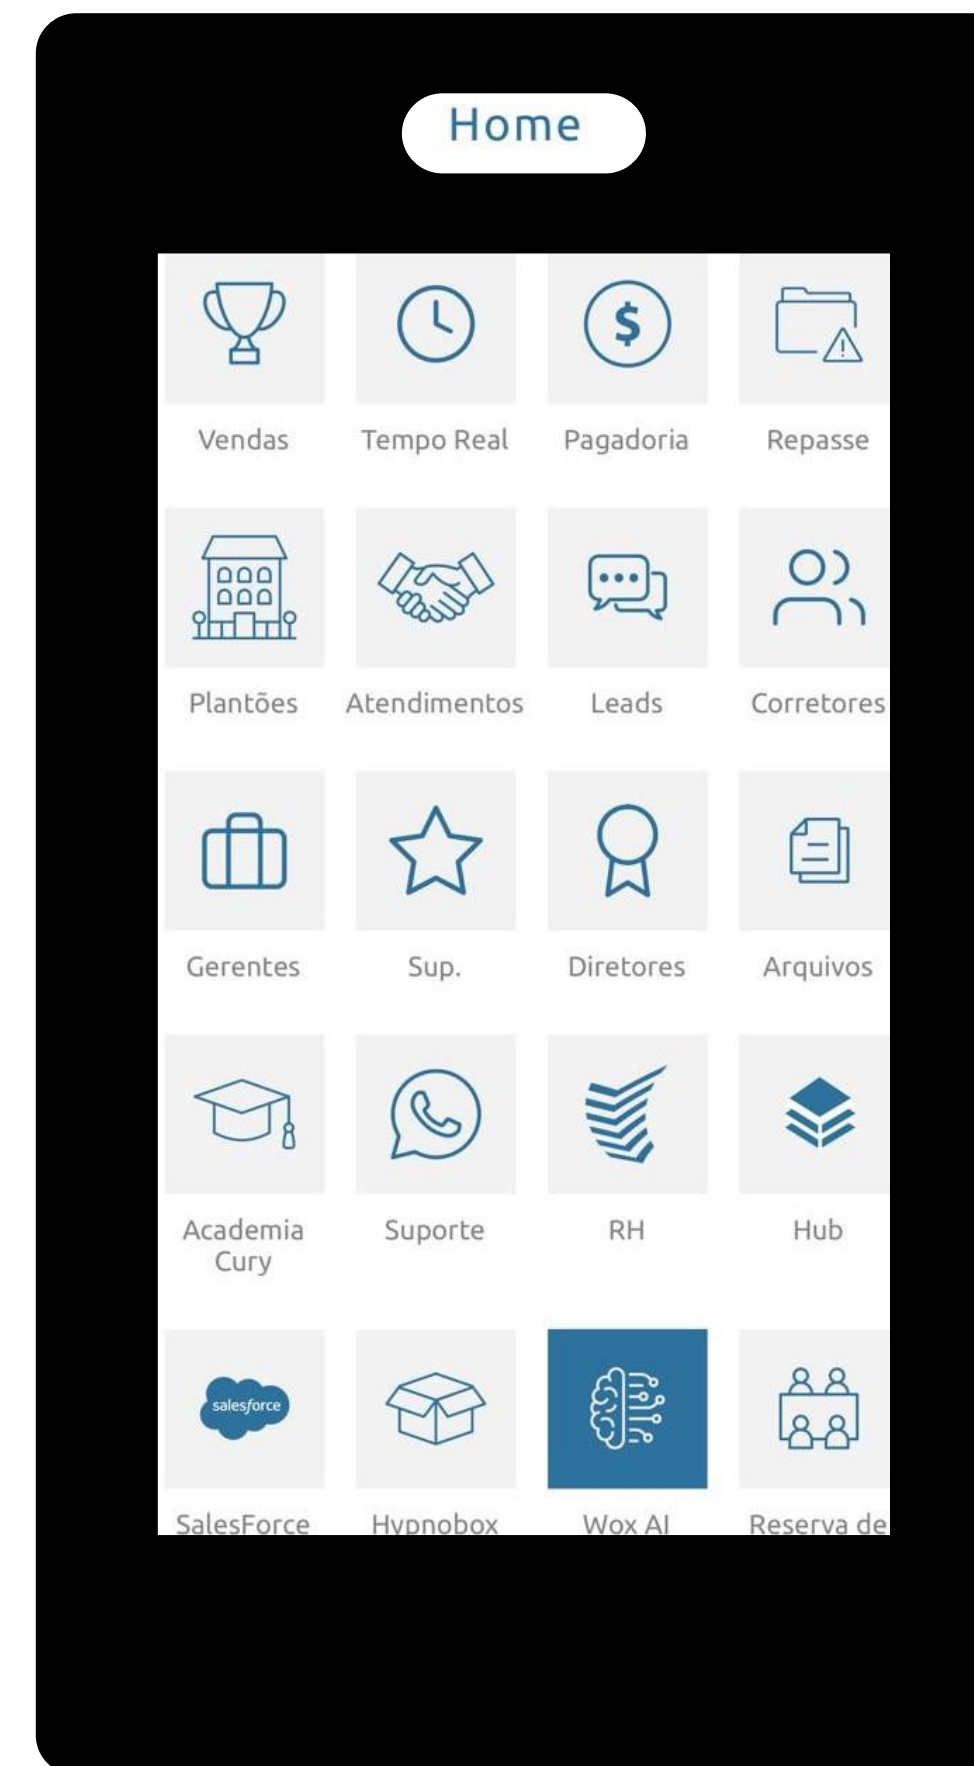 Home
$
Vendas
Tempo Real
Pagadoria
Repasse
Plantões
Atendimentos
Leads
Corretores
Gerentes
Sup.
Diretores
Arquivos
Academia
Cury
Suporte
RH
Hub
salesforce
SalesForce
Hypnobox
Wox AI
Reserva de